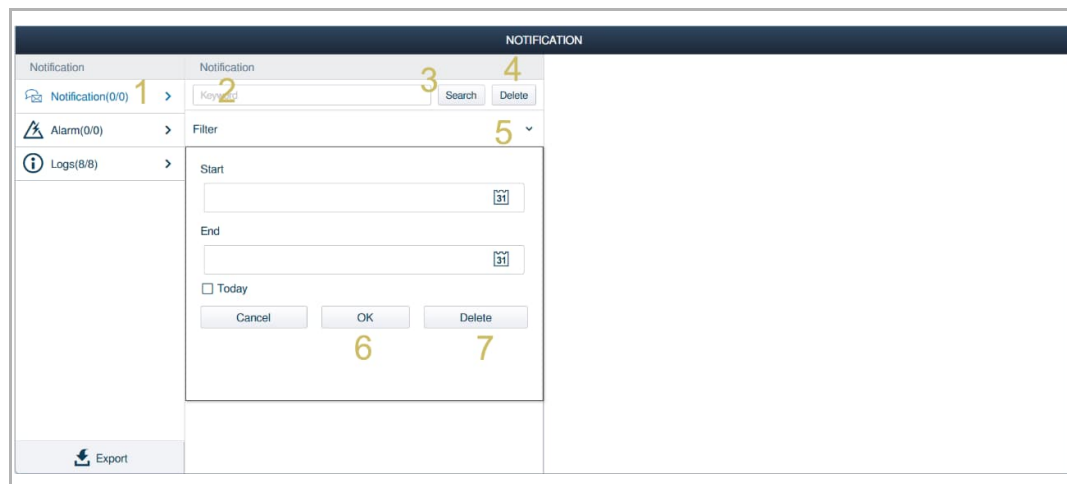 NOTIFICATION
Notification
Notification
4
Notification(0/0) 1
Keyword 2
3
Search
Delete
Alarm(0/0)
Filter
5
Logs(8/8)
Start
31
End
31
Today
Cancel
OK
Delete
6
7
Export